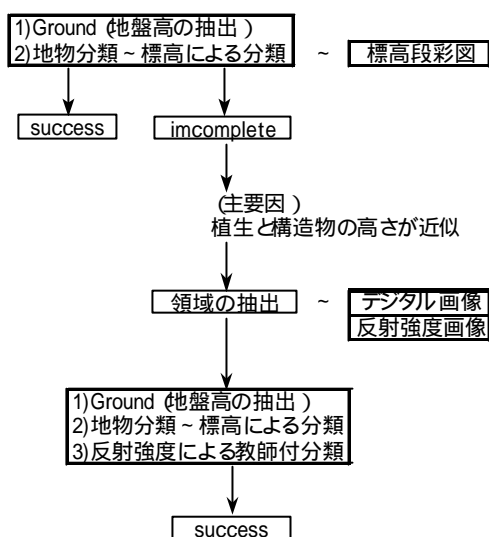 1)Ground (地盤高の抽出)
2)地物分類~標高による分類 ~ 標高段彩図
success imcomplete
(主要因)
植生と構造物の高さが近似
領域の抽出 ~ デジタル画像
反射強度画像
1)Ground (地盤高の抽出)
2)地物分類~標高による分類
3)反射強度による教師付分類
success